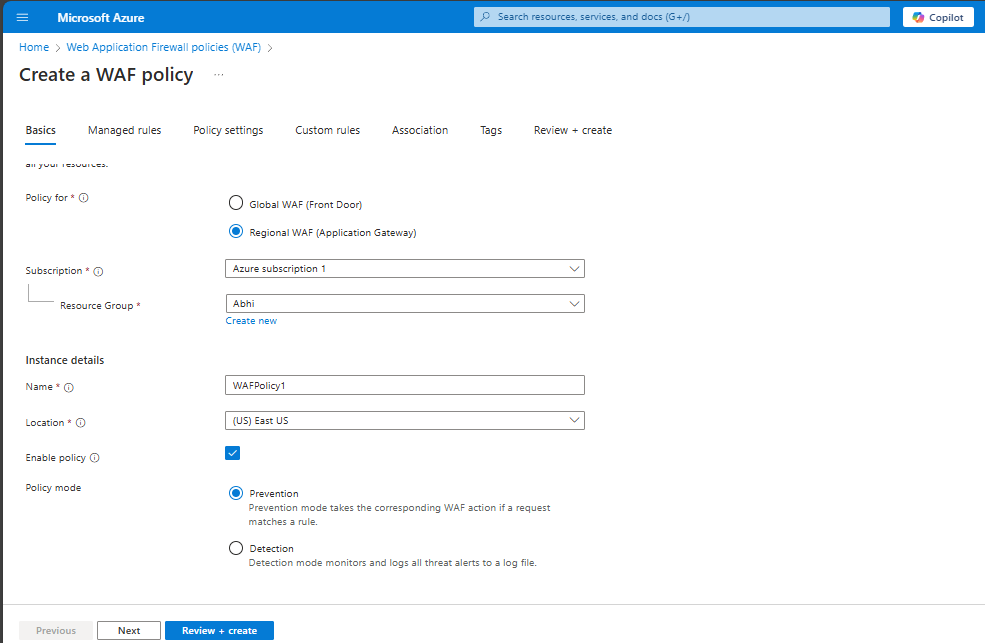 Microsoft Azure
Search resources, services, and docs (G+/)
Copilot
Home > Web Application Firewall policies (WAF) >
Create a WAF policy ...
Basics Managed rules Policy settings Custom rules Association Tags Review + create
all your resources.
Policy for *
Global WAF (Front Door)
Regional WAF (Application Gateway)
Subscription *
Azure subscription 1
Resource Group *
Abhi
Create new
Instance details
Name *
WAFPolicy1
Location *
(US) East US
Enable policy
Policy mode
Prevention
Prevention mode takes the corresponding WAF action if a request
matches a rule.
Detection
Detection mode monitors and logs all threat alerts to a log file.
Previous Next Review + create